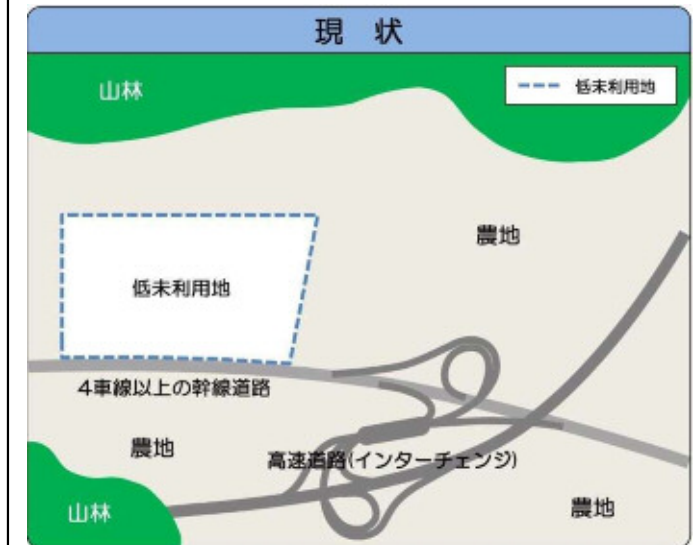 現 状
山林
低未利用地
農地
低未利用地
4車線以上の幹線道路
農地
高速道路(インターチェンジ)
山林
農地